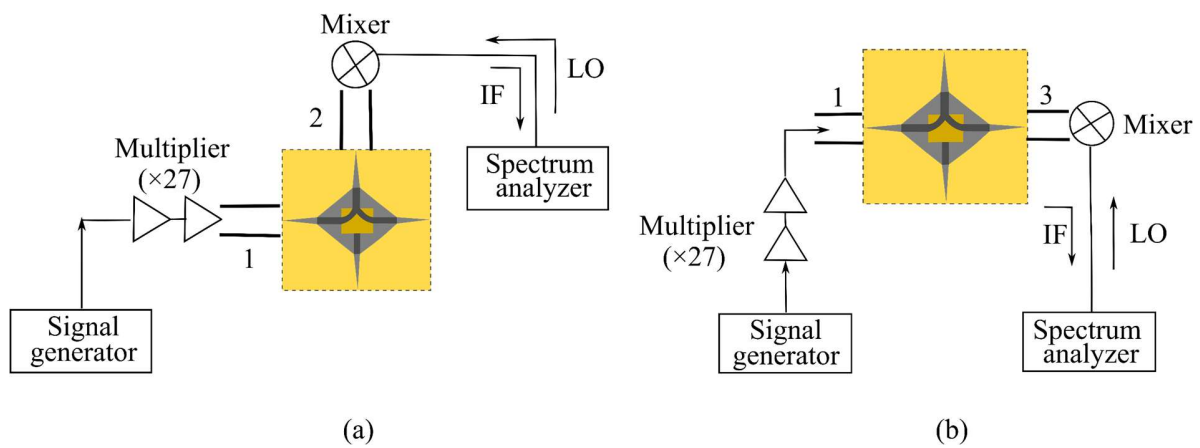 Mixer
LO
IF
2
Spectrum
analyzer
Multiplier
(×27)
1
Signal
generator
(a)
1
3
Mixer
Multiplier
(×27)
IF
LO
Signal
generator
Spectrum
analyzer
(b)